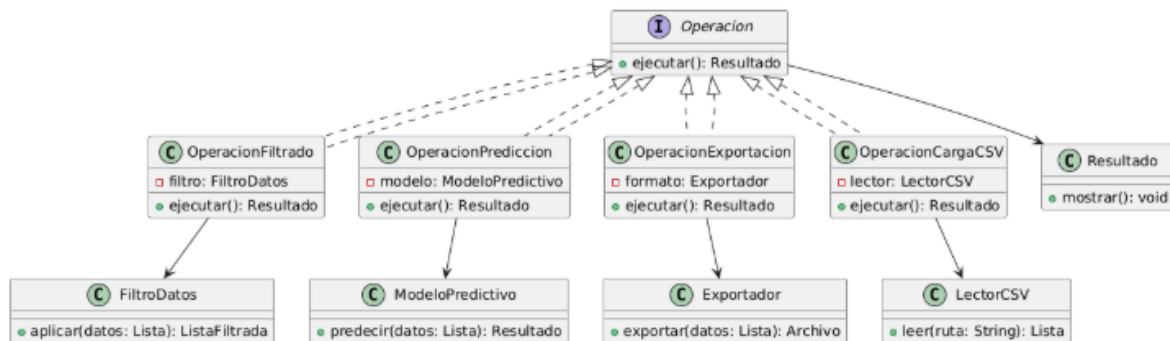 I Operacion
ejecutar(): Resultado
C OperacionFiltrado
filtro: FiltroDatos
ejecutar(): Resultado
C OperacionPrediccion
modelo: ModeloPredictivo
ejecutar(): Resultado
C OperacionExportacion
formato: Exportador
ejecutar(): Resultado
C OperacionCargaCSV
lector: LectorCSV
ejecutar(): Resultado
C Resultado
mostrar(): void
C FiltroDatos
aplicar(datos: Lista): ListaFiltrada
C ModeloPredictivo
predecir(datos: Lista): Resultado
C Exportador
exportar(datos: Lista): Archivo
C LectorCSV
leer(ruta: String): Lista